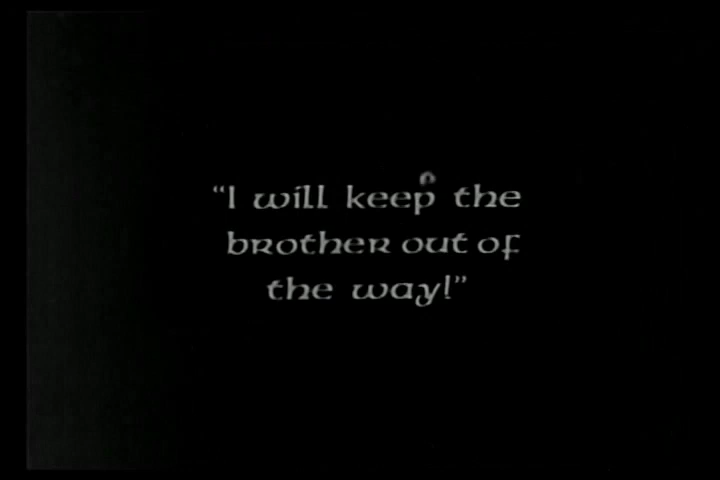 “I will keep the
brother out of
the way!”